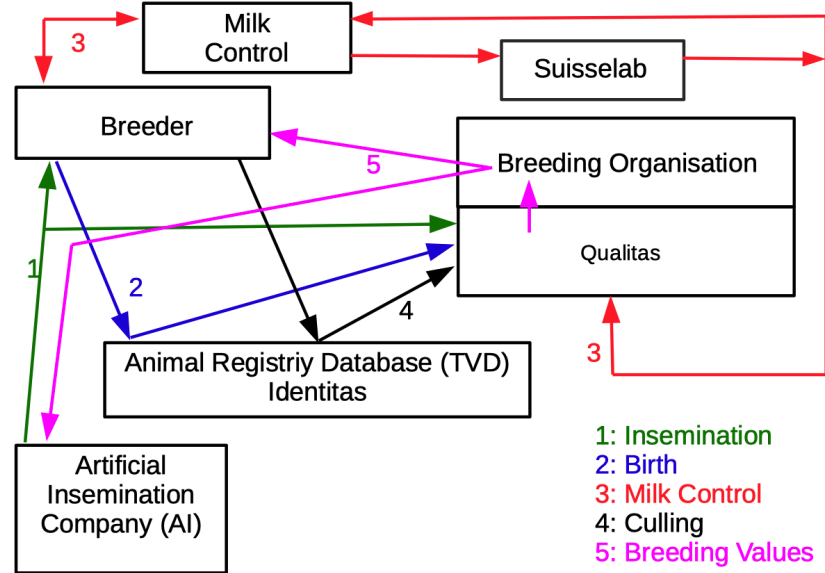 Milk
Control
3
Suisselab
Breeder
5
Breeding Organisation
1
Qualitas
2
4
Animal Registriy Database (TVD)
Identitas
3
Artificial
Insemination
Company (AI)
1: Insemination
2: Birth
3: Milk Control
4: Culling
5: Breeding Values